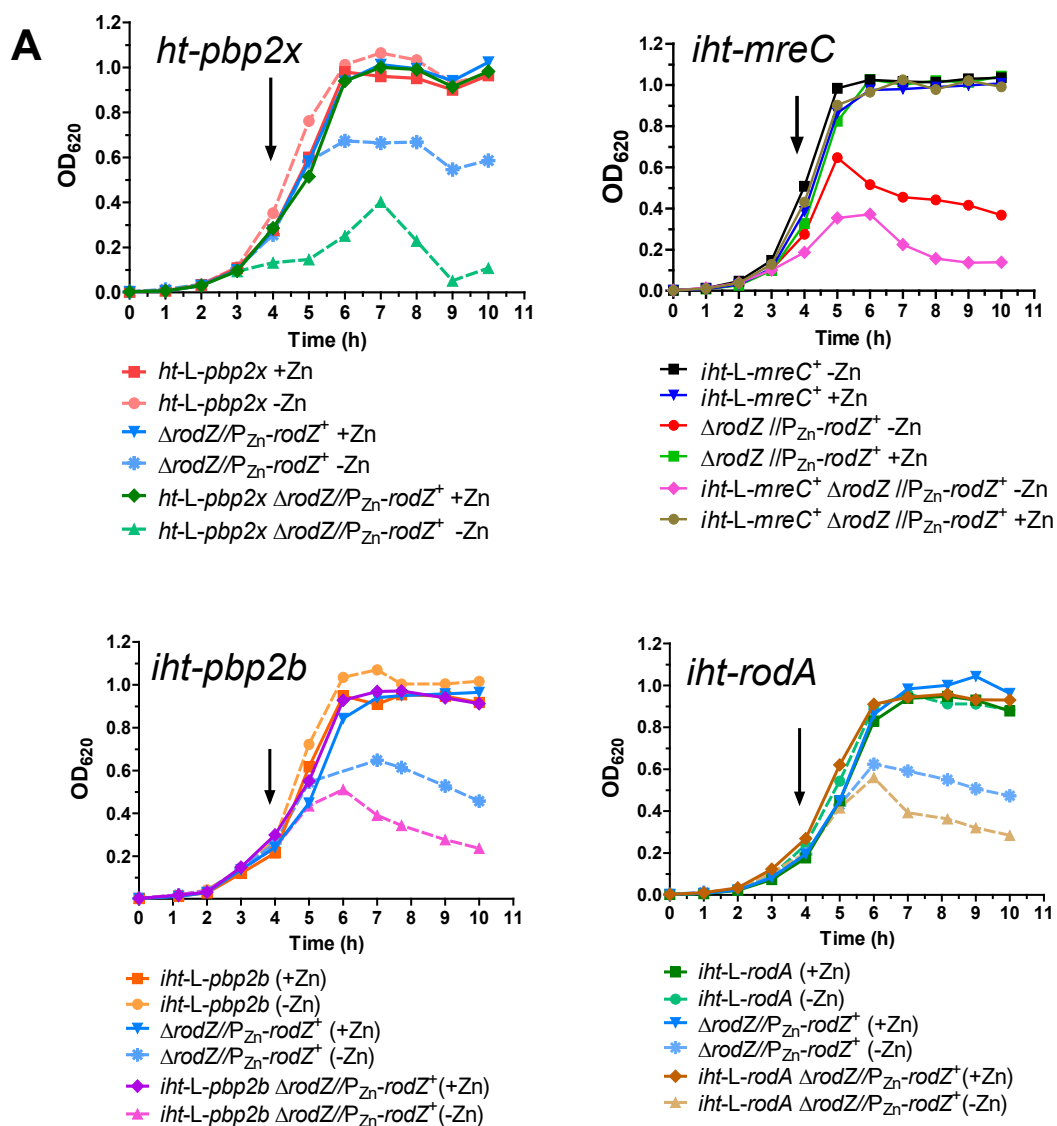 A
ht-pbp2x
OD620
1.2
1.0
0.8
0.6
0.4
0.2
0.0
0 1 2 3 4 5 6 7 8 9 10 11
Time (h)
ht-L-pbp2x +Zn
ht-L-pbp2x -Zn
ΔrodZ//PZn-rodZ+ +Zn
ΔrodZ//PZn-rodZ+ -Zn
ht-L-pbp2x ΔrodZ//PZn-rodZ+ +Zn
ht-L-pbp2x ΔrodZ//PZn-rodZ+ -Zn
iht-mreC
OD620
1.2
1.0
0.8
0.6
0.4
0.2
0.0
0 1 2 3 4 5 6 7 8 9 10 11
Time (h)
iht-L-mreC+ -Zn
iht-L-mreC+ +Zn
ΔrodZ //PZn-rodZ+ -Zn
ΔrodZ //PZn-rodZ+ +Zn
iht-L-mreC+ ΔrodZ //PZn-rodZ+ -Zn
iht-L-mreC+ ΔrodZ //PZn-rodZ+ +Zn
iht-pbp2b
OD620
1.2
1.0
0.8
0.6
0.4
0.2
0 1 2 3 4 5 6 7 8 9 10 11
Time (h)
iht-L-pbp2b (+Zn)
iht-L-pbp2b (-Zn)
ΔrodZ//PZn-rodZ+ (+Zn)
ΔrodZ//PZn-rodZ+ (-Zn)
iht-L-pbp2b ΔrodZ//PZn-rodZ+(+Zn)
iht-L-pbp2b ΔrodZ//PZn-rodZ+(-Zn)
iht-rodA
OD620
1.2
1.0
0.8
0.6
0.4
0.2
0.0
0 1 2 3 4 5 6 7 8 9 10 11
Time (h)
iht-L-rodA (+Zn)
iht-L-rodA (-Zn)
ΔrodZ//PZn-rodZ+ (+Zn)
ΔrodZ//PZn-rodZ+ (-Zn)
iht-L-rodA ΔrodZ//PZn-rodZ+(+Zn)
iht-L-rodA ΔrodZ//PZn-rodZ+(-Zn)